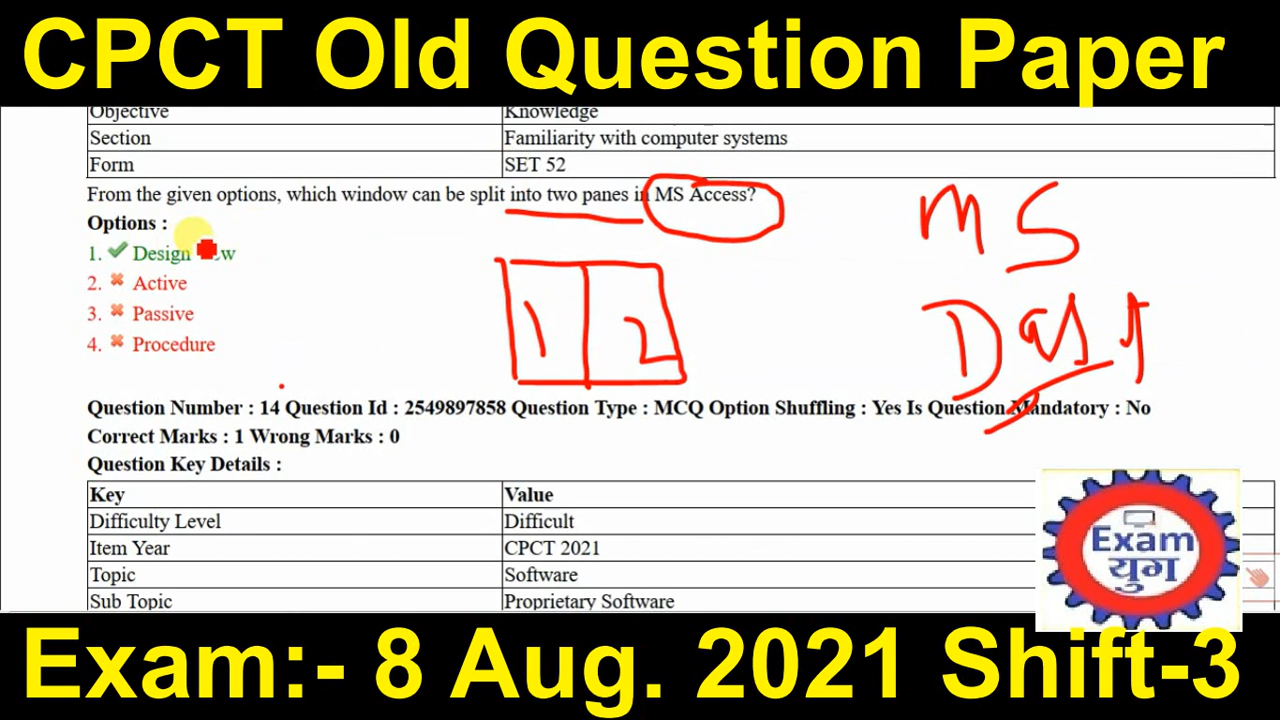 CPCT Old Question Paper
Objective Knowledge
Section Familiarity with computer systems
Form SET 52
From the given options, which window can be split into two panes in MS Access?
Options :
1. Design
2. Active
3. Passive
4. Procedure
MS
1 2
Question Number : 14 Question Id : 2549897858 Question Type : MCQ Option Shuffling : Yes Is Question Mandatory : No
Correct Marks : 1 Wrong Marks : 0
Question Key Details :
Key Value
Difficulty Level Difficult
Item Year CPCT 2021
Topic Software
Sub Topic Proprietary Software
Exam
युग
Exam:- 8 Aug. 2021 Shift-3